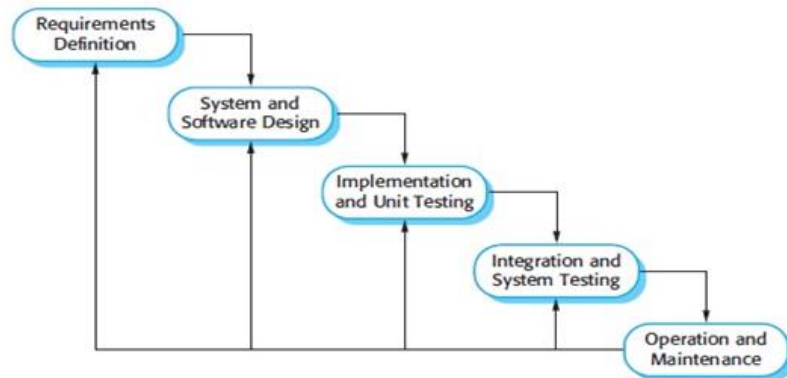 Requirements
Definition
System and
Software Design
Implementation
and Unit Testing
Integration and
System Testing
Operation and
Maintenance